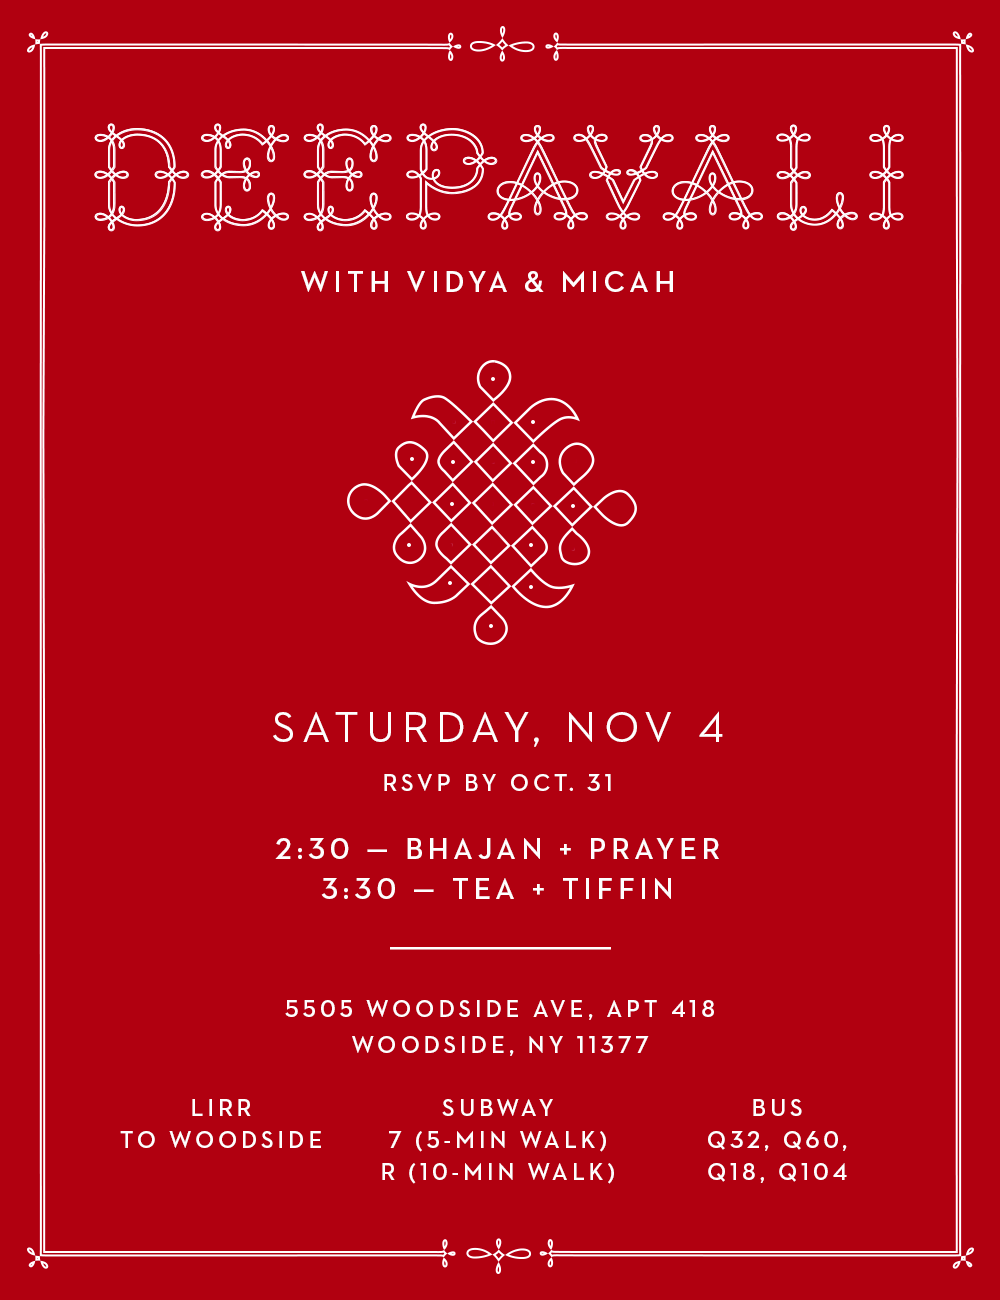 DEEPAVALI
WITH VIDYA & MICAH
SATURDAY, NOV 4
RSVP BY OCT. 31
2:30 — BHAJAN + PRAYER
3:30 — TEA + TIFFIN
5505 WOODSIDE AVE, APT 418
WOODSIDE, NY 11377
LIRR
TO WOODSIDE
SUBWAY
7 (5-MIN WALK)
R (10-MIN WALK)
BUS
Q32, Q60,
Q18, Q104